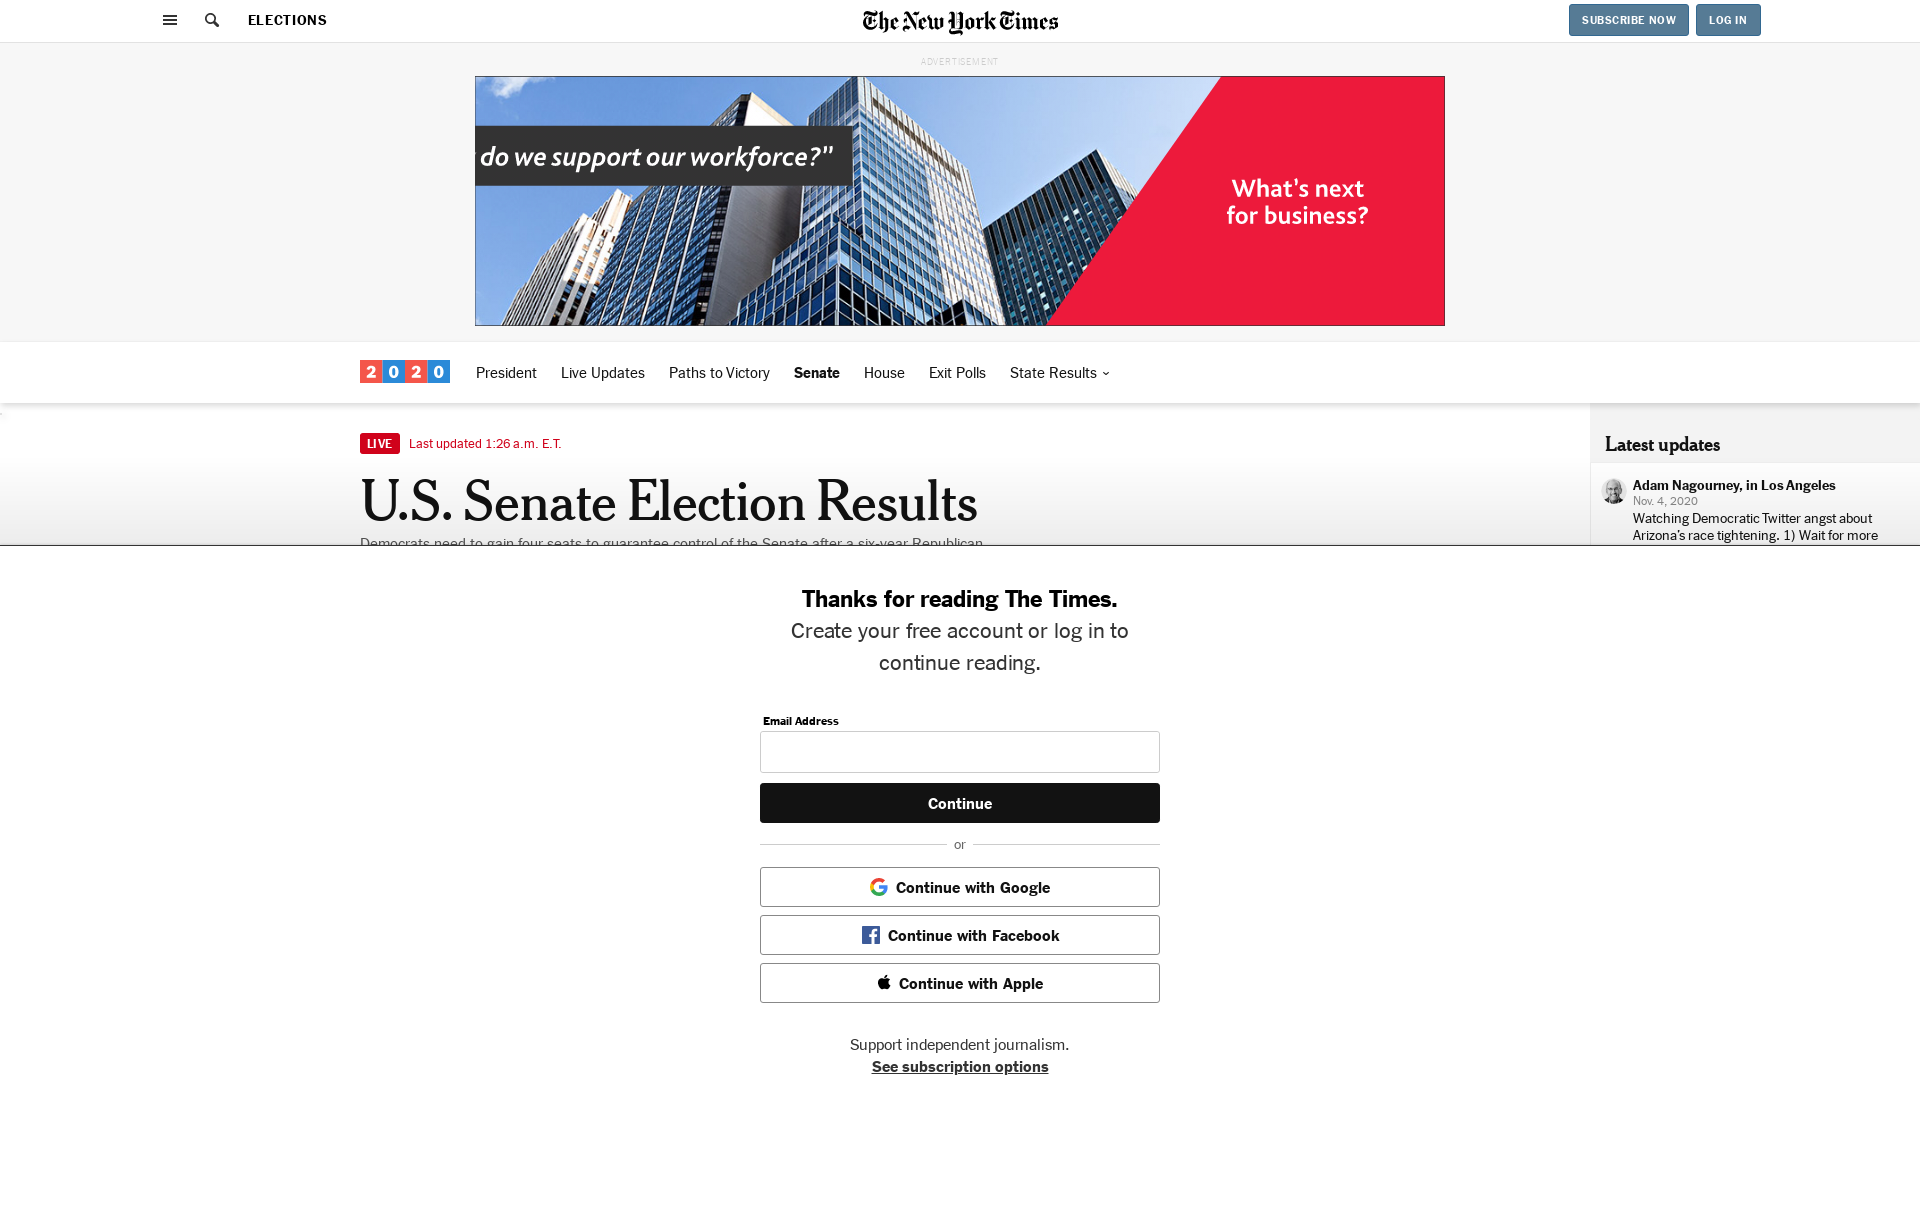 ELECTIONS
The New York Times
SUBSCRIBE NOW
LOG IN
ADVERTISEMENT
do we support our workforce?"
What's next
for business?
2020
President
Live Updates
Paths to Victory
Senate
House
Exit Polls
State Results
LIVE
Last updated 1:26 a.m. E.T.
U.S. Senate Election Results
Democrats need to gain four seats to guarantee control of the Senate after a six-year Republican
Latest updates
Adam Nagourney, in Los Angeles
Nov. 4, 2020
Watching Democratic Twitter angst about
Arizona's race tightening. 1) Wait for more
Thanks for reading The Times.
Create your free account or log in to
continue reading.
Email Address
Continue
or
Continue with Google
Continue with Facebook
Continue with Apple
Support independent journalism.
See subscription options